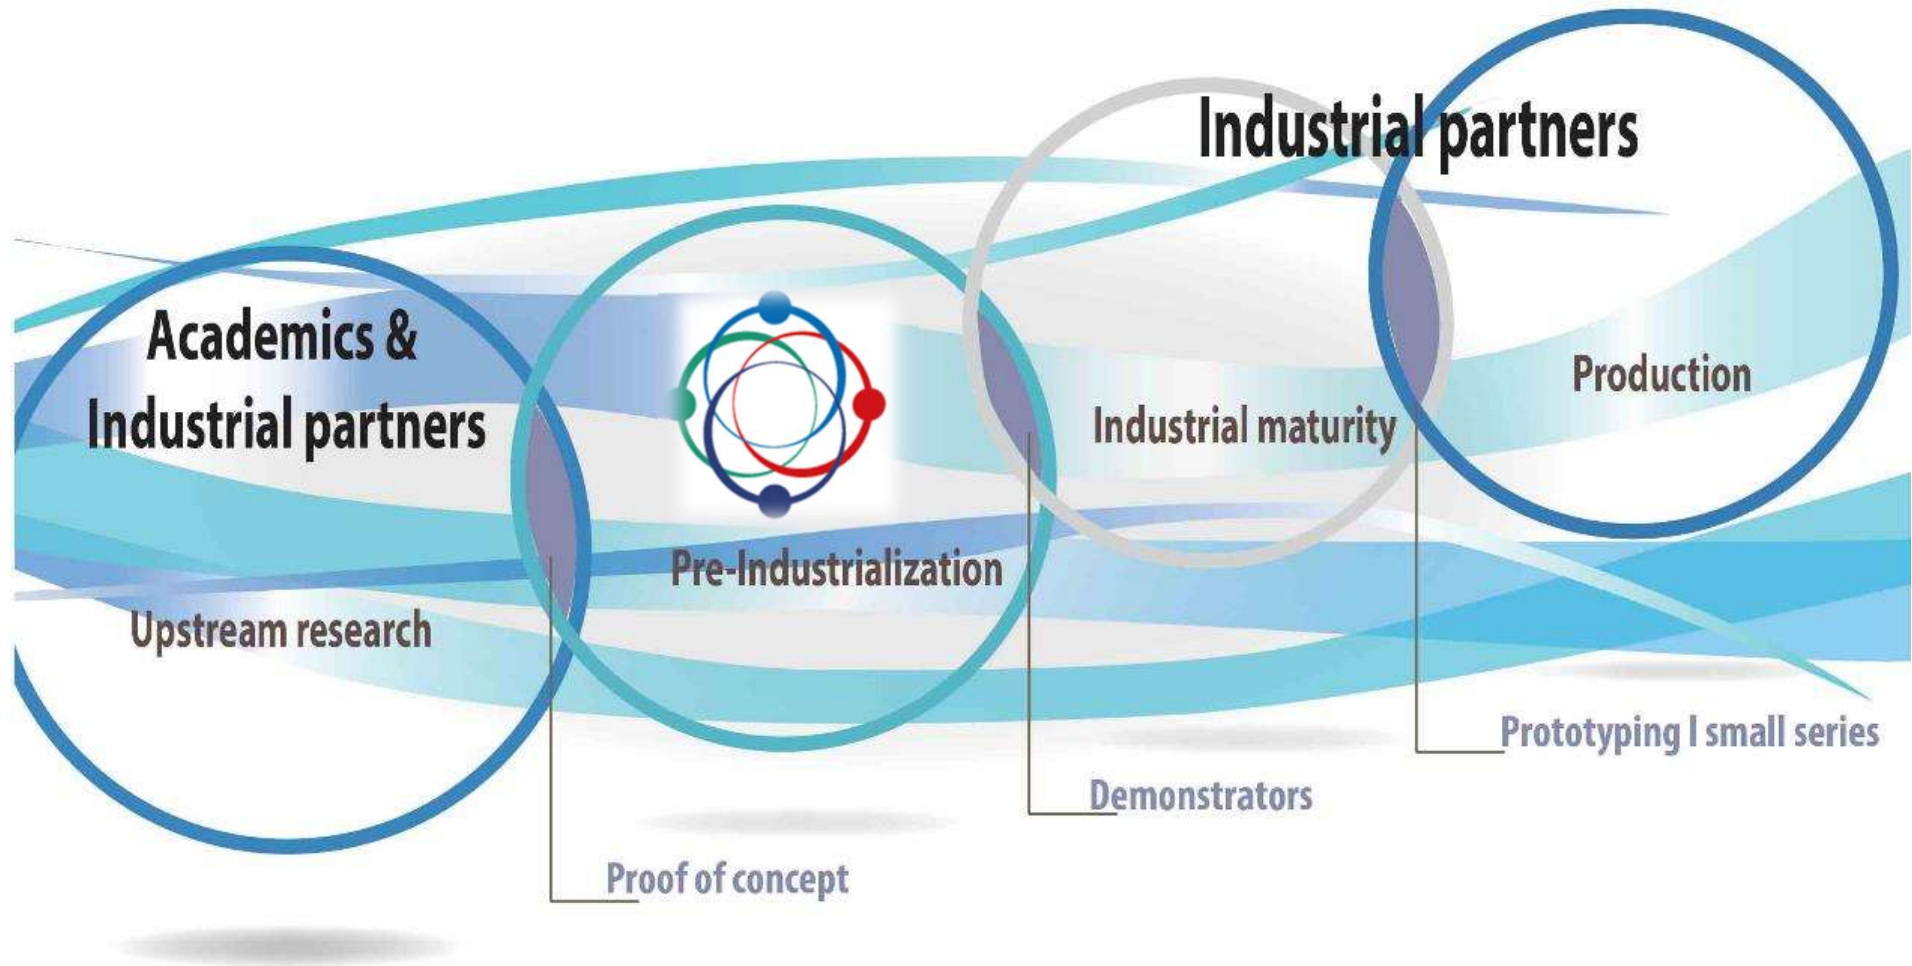 Industrial partners
Academics &
Industrial partners
Production
Industrial maturity
Pre-Industrialization
Upstream research
Prototyping I small series
Demonstrators
Proof of concept